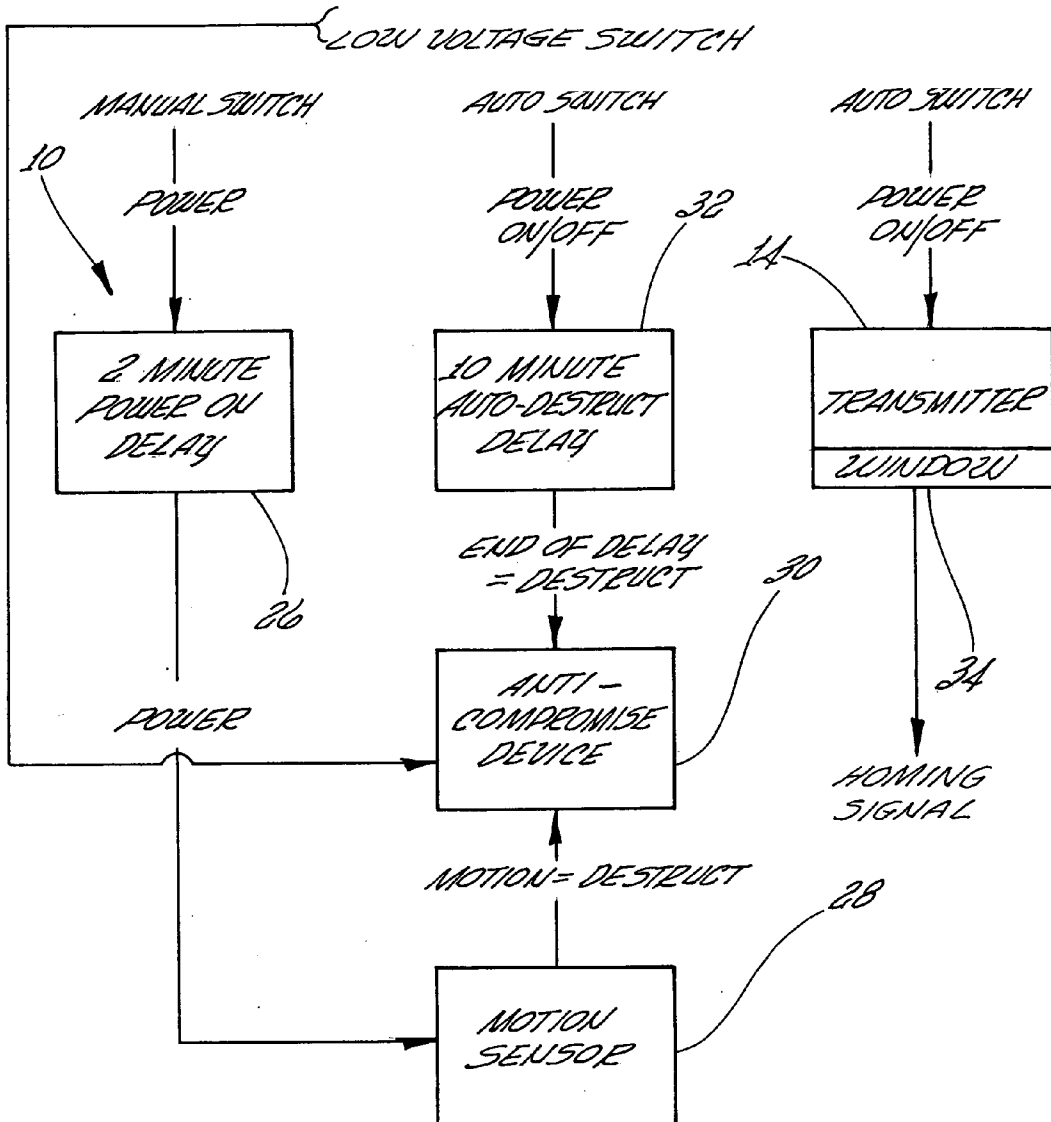 LOW VOLTAGE SWITCH
MANUAL SWITCH
AUTO SWITCH
AUTO SWITCH
10
POWER
POWER
ON/OFF
32
POWER
ON/OFF
14
2 MINUTE
POWER ON
DELAY
10 MINUTE
AUTO-DESTRUCT
DELAY
TRANSMITTER
WINDOW
26
END OF DELAY
= DESTRUCT
30
34
POWER
ANTI-
COMPROMISE
DEVICE
HOMING
SIGNAL
MOTION = DESTRUCT
28
MOTION
SENSOR